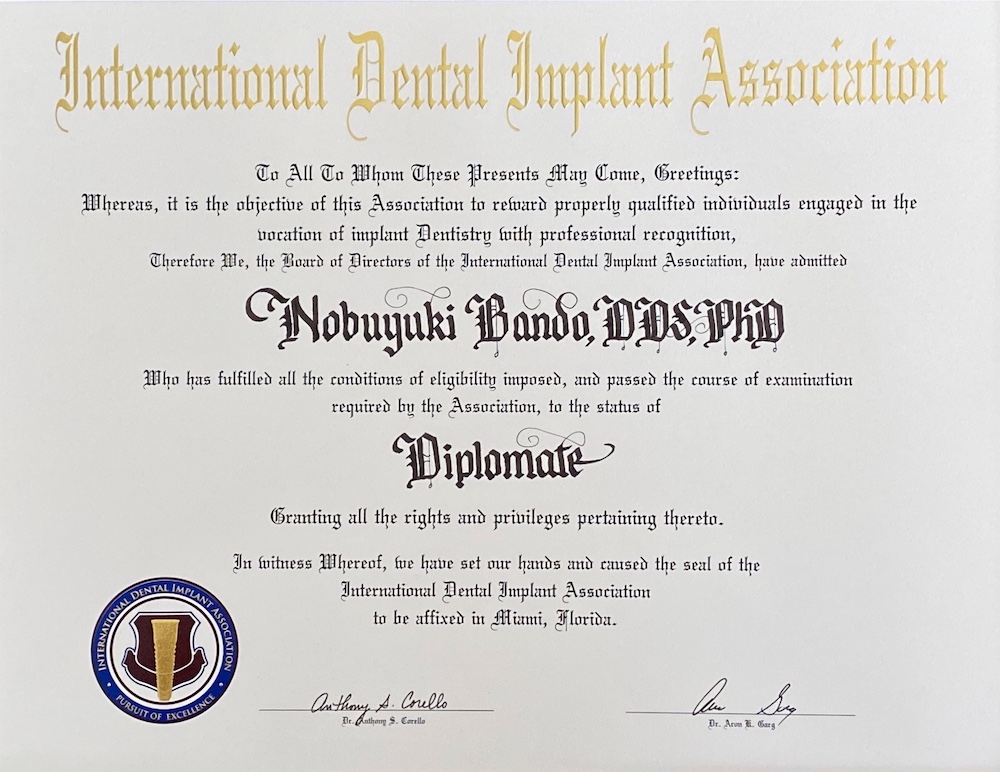 International Dental Implant Association
To All To Whom These Presents May Come, Greetings:
Whereas, it is the objective of this Association to reward properly qualified individuals engaged in the
vocation of implant Dentistry with professional recognition,
Therefore We, the Board of Directors of the International Dental Implant Association, have admitted
Nobuyuki Bando, DDS, PhD
Who has fulfilled all the conditions of eligibility imposed, and passed the course of examination
required by the Association, to the status of
Diplomate
Granting all the rights and privileges pertaining thereto.
In witness Whereof, we have set our hands and caused the seal of the
International Dental Implant Association
to be affixed in Miami, Florida.
INTERNATIONAL DENTAL IMPLANT ASSOCIATION
PURSUIT OF EXCELLENCE
Anthony S. Corello
Dr. Anthony S. Corello
Dr. Arun K. Garg